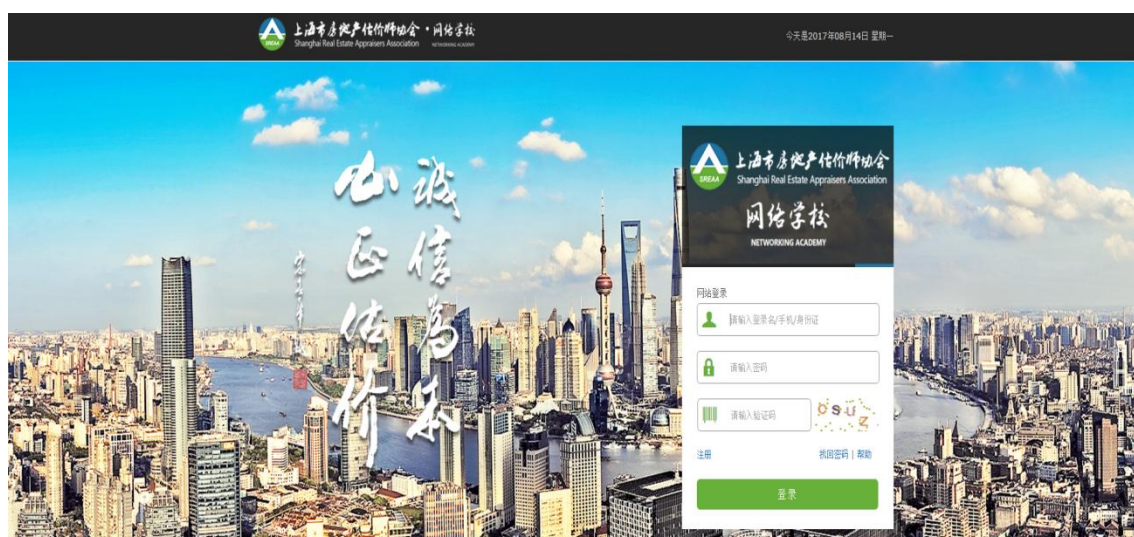 上海市房地产估价师协会·网络学校
Shanghai Real Estate Appraisers Association NETWORKING ACADEMY
SREAA
今天是2017年08月14日 星期一
诚信为本
心正估价
SREAA
上海市房地产估价师协会
Shanghai Real Estate Appraisers Association
网络学校
NETWORKING ACADEMY
网站登录
请输入登录名/手机/身份证
请输入密码
请输入验证码
注册
找回密码 | 帮助
登录